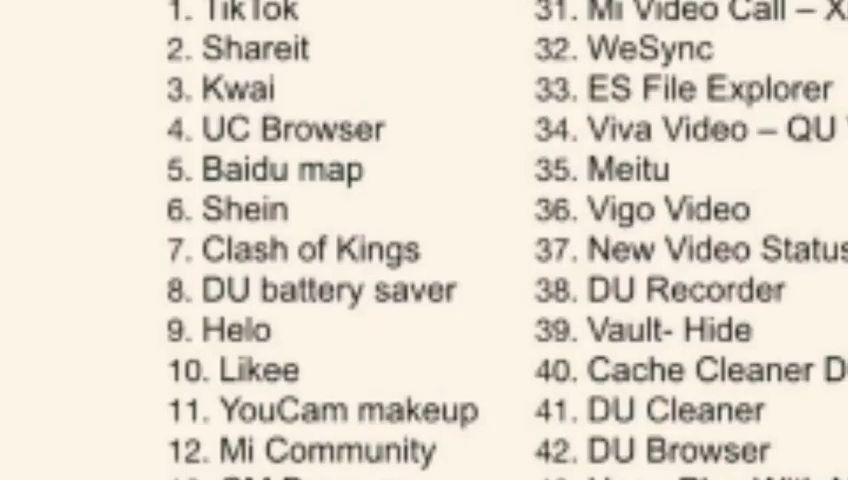 1. TikTok
2. Shareit
3. Kwai
4. UC Browser
5. Baidu map
6. Shein
7. Clash of Kings
8. DU battery saver
9. Helo
10. Likee
11. YouCam makeup
12. Mi Community
31. Mi Video Call –
32. WeSync
33. ES File Explorer
34. Viva Video – QU
35. Meitu
36. Vigo Video
37. New Video Status
38. DU Recorder
39. Vault- Hide
40. Cache Cleaner
41. DU Cleaner
42. DU Browser